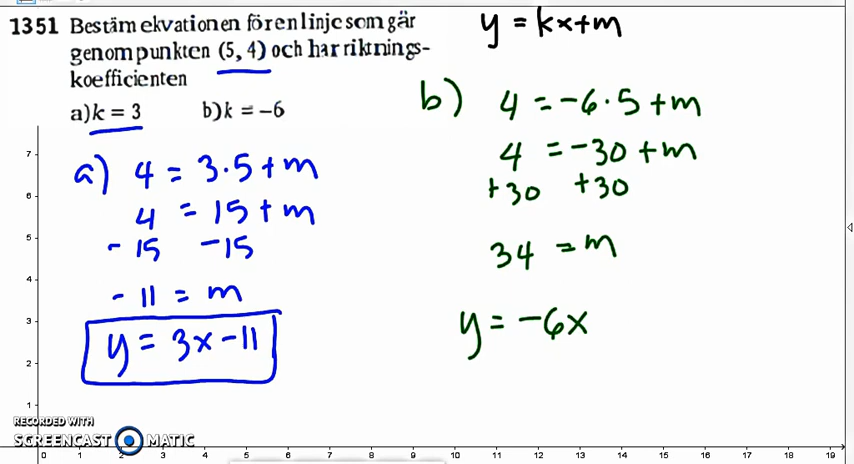 1351 Bestäm ekvationen för en linje som går
genom punkten (5, 4) och har riktnings-
koefficienten
a) k = 3 b) k = −6
y = kx+m
a) 4 = 3·5+m
4 = 15+m
-15 -15
-11 = m
y = 3x-11
b) 4 = -6·5+m
4 = -30+m
+30 +30
34 = m
y = -6x
7
6
5
4
3
2
1
RECORDED WITH
SCREENCAST MATIC
0 1 2 3 4 5 6 7 8 9 10 11 12 13 14 15 16 17 18 19